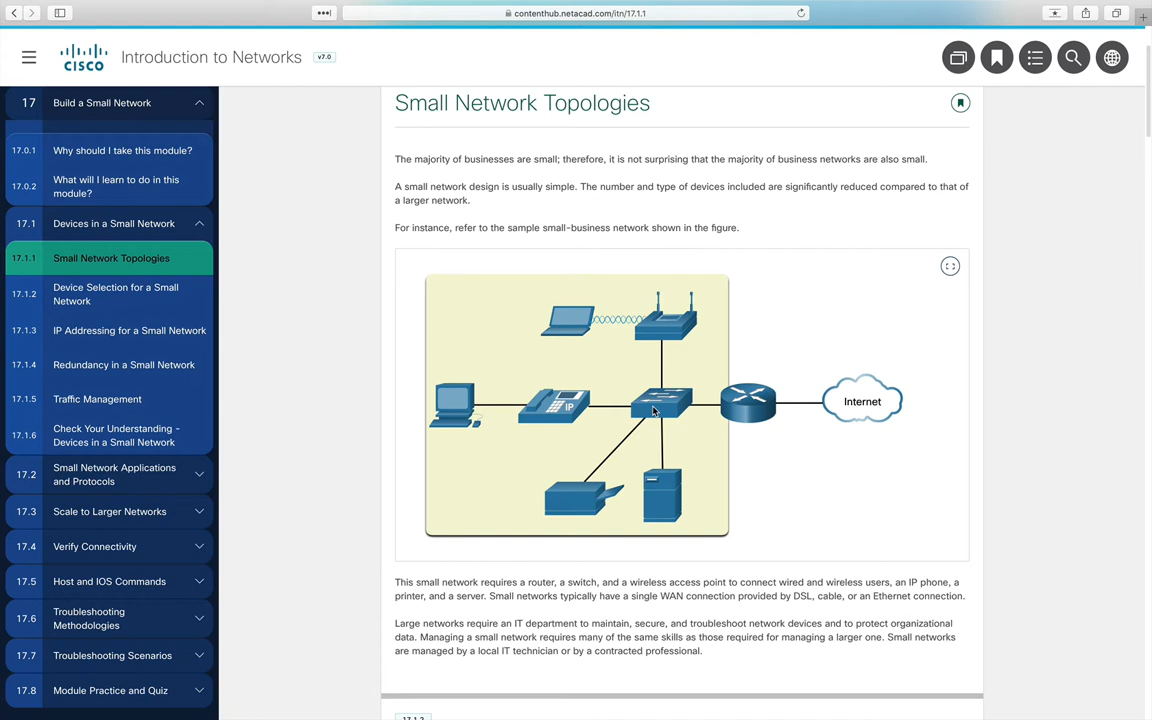 contenthub.netacad.com/itn/17.1.1
CISCO
Introduction to Networks
v7.0
17 Build a Small Network
17.0.1 Why should I take this module?
17.0.2 What will I learn to do in this
module?
17.1 Devices in a Small Network
17.1.1 Small Network Topologies
17.1.2 Device Selection for a Small
Network
17.1.3 IP Addressing for a Small Network
17.1.4 Redundancy in a Small Network
17.1.5 Traffic Management
17.1.6 Check Your Understanding -
Devices in a Small Network
17.2 Small Network Applications
and Protocols
17.3 Scale to Larger Networks
17.4 Verify Connectivity
17.5 Host and IOS Commands
17.6 Troubleshooting
Methodologies
17.7 Troubleshooting Scenarios
17.8 Module Practice and Quiz
Small Network Topologies
The majority of businesses are small; therefore, it is not surprising that the majority of business networks are also small.
A small network design is usually simple. The number and type of devices included are significantly reduced compared to that of
a larger network.
For instance, refer to the sample small-business network shown in the figure.
IP
Internet
This small network requires a router, a switch, and a wireless access point to connect wired and wireless users, an IP phone, a
printer, and a server. Small networks typically have a single WAN connection provided by DSL, cable, or an Ethernet connection.
Large networks require an IT department to maintain, secure, and troubleshoot network devices and to protect organizational
data. Managing a small network requires many of the same skills as those required for managing a larger one. Small networks
are managed by a local IT technician or by a contracted professional.
17.1.2